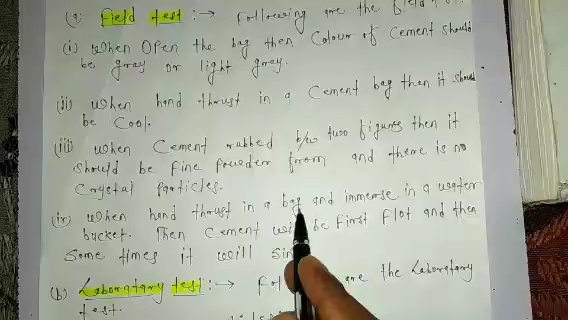 (a) Field test :→ Following are the field
(i) When Open the bag then Colour of Cement should
be gray or light gray.
(ii) When hand thrust in a Cement bag then it should
be Cool.
(iii) When Cement rubbed b/w two figures then it
should be fine powder from and there is no
Crystal particles.
(iv) When hand thrust in a bag and immerse in a water
bucket. Then Cement be First Flot and then
Some times it will
(b) Laboratary test :→ are the Laboratary
test.